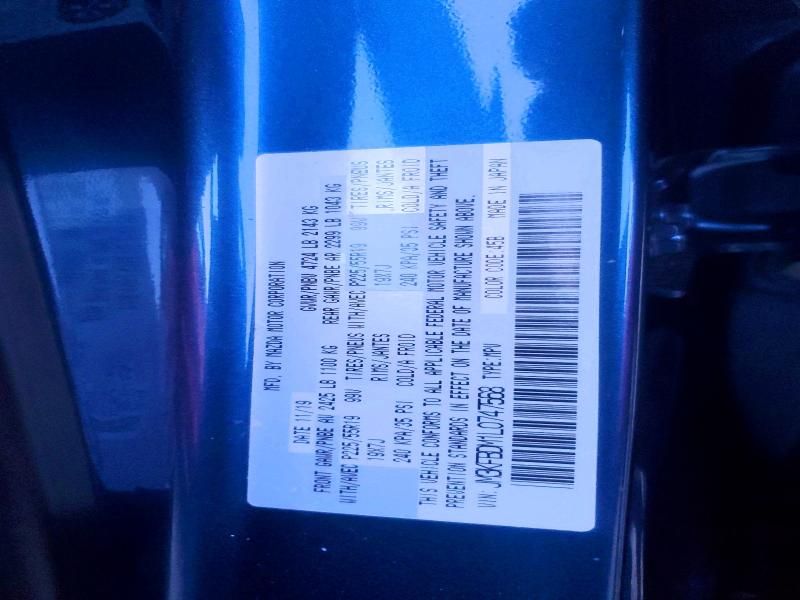 MFD. BY MAZDA MOTOR CORPORATION
DATE 11/19 GVWR/PNBV 4724 LB 2143 KG
FRONT GAWR/PNBE AV 2425 LB 1100 KG REAR GAWR/PNBE AR 2299 LB 1043 KG
WITH/AVEC P225/55R19 99V TIRES/PNEUS WITH/AVEC P225/55R19 99V TIRES/PNEUS
19X7J RIMS/JANTES 19X7J RIMS/JANTES
240 KPA/35 PSI COLD/A FROID 240 KPA/35 PSI COLD/A FROID
THIS VEHICLE CONFORMS TO ALL APPLICABLE FEDERAL MOTOR VEHICLE SAFETY AND THEFT
PREVENTION STANDARDS IN EFFECT ON THE DATE OF MANUFACTURE SHOWN ABOVE.
VIN: JM3KFBDM1L0747568 TYPE:MPV COLOR CODE 45B MADE IN JAPAN